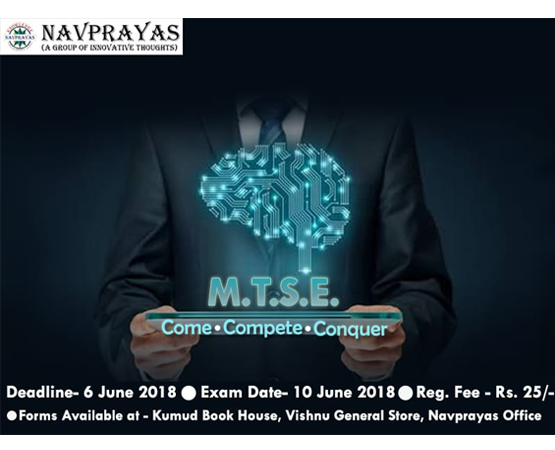 NAVPRAYAS
(A GROUP OF INNOVATIVE THOUGHTS)
M.T.S.E.
Come • Compete • Conquer
Deadline- 6 June 2018 ● Exam Date- 10 June 2018 ● Reg. Fee - Rs. 25/-
● Forms Available at - Kumud Book House, Vishnu General Store, Navprayas Office